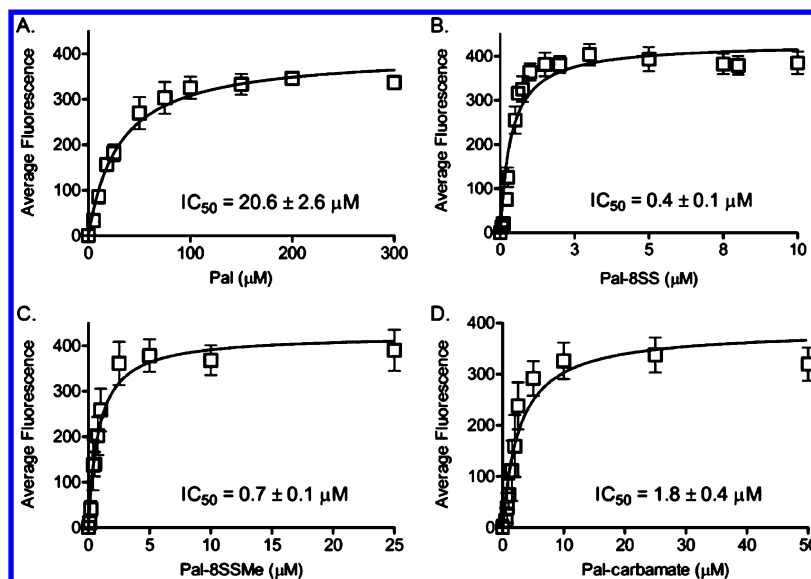 A.
400
300
200
100
0
Average Fluorescence
IC50 = 20.6 ± 2.6 μM
0 100 200 300
Pal (μM)
B.
500
400
300
200
100
0
Average Fluorescence
IC50 = 0.4 ± 0.1 μM
0 3 5 8 10
Pal-8SS (μM)
C.
400
300
200
100
0
Average Fluorescence
IC50 = 0.7 ± 0.1 μM
0 5 10 15 20 25
Pal-8SSMe (μM)
D.
400
300
200
100
0
Average Fluorescence
IC50 = 1.8 ± 0.4 μM
0 10 20 30 40 50
Pal-carbamate (μM)